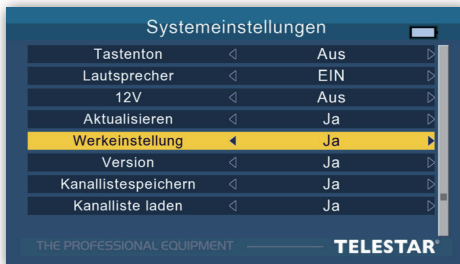 Systemeinstellungen
Tastenton Aus
Lautsprecher EIN
12V Aus
Aktualisieren Ja
Werkeinstellung Ja
Version Ja
Kanallistespeichern Ja
Kanalliste laden Ja
THE PROFESSIONAL EQUIPMENT TELESTAR®